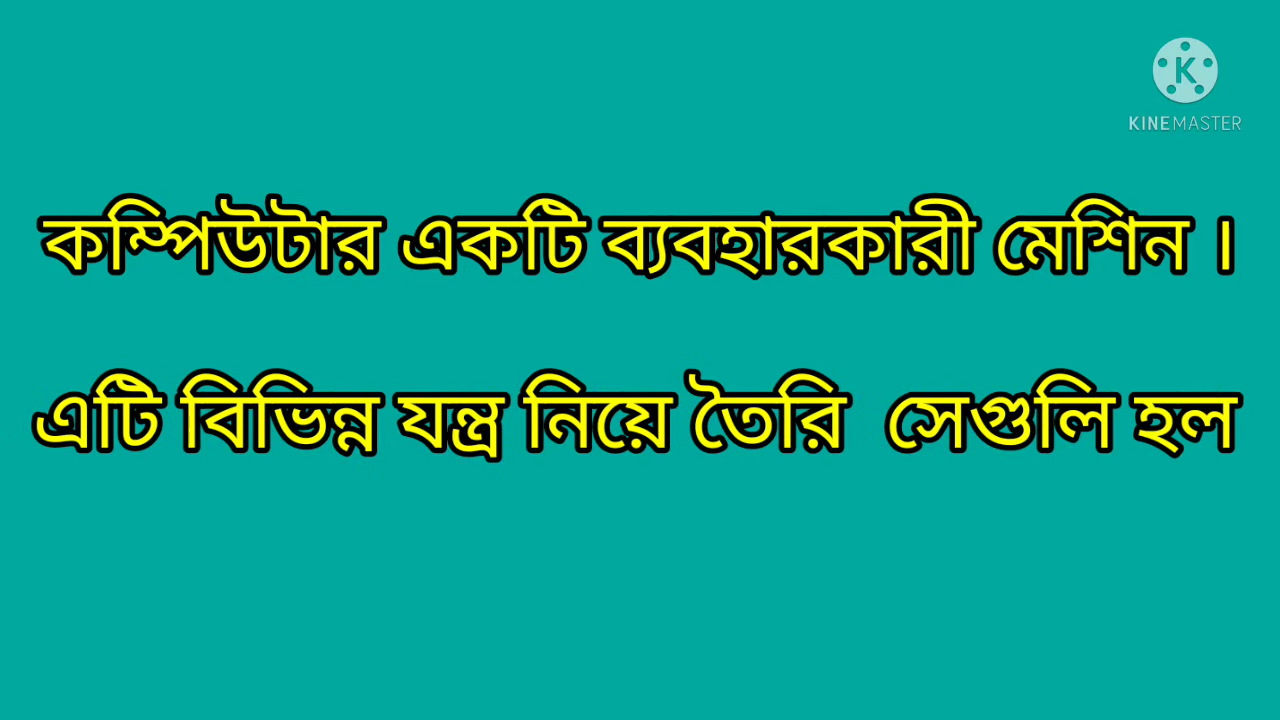 KINEMASTER
কম্পিউটার একটি ব্যবহারকারী মেশিন ।
এটি বিভিন্ন যন্ত্র নিয়ে তৈরি সেগুলি হল